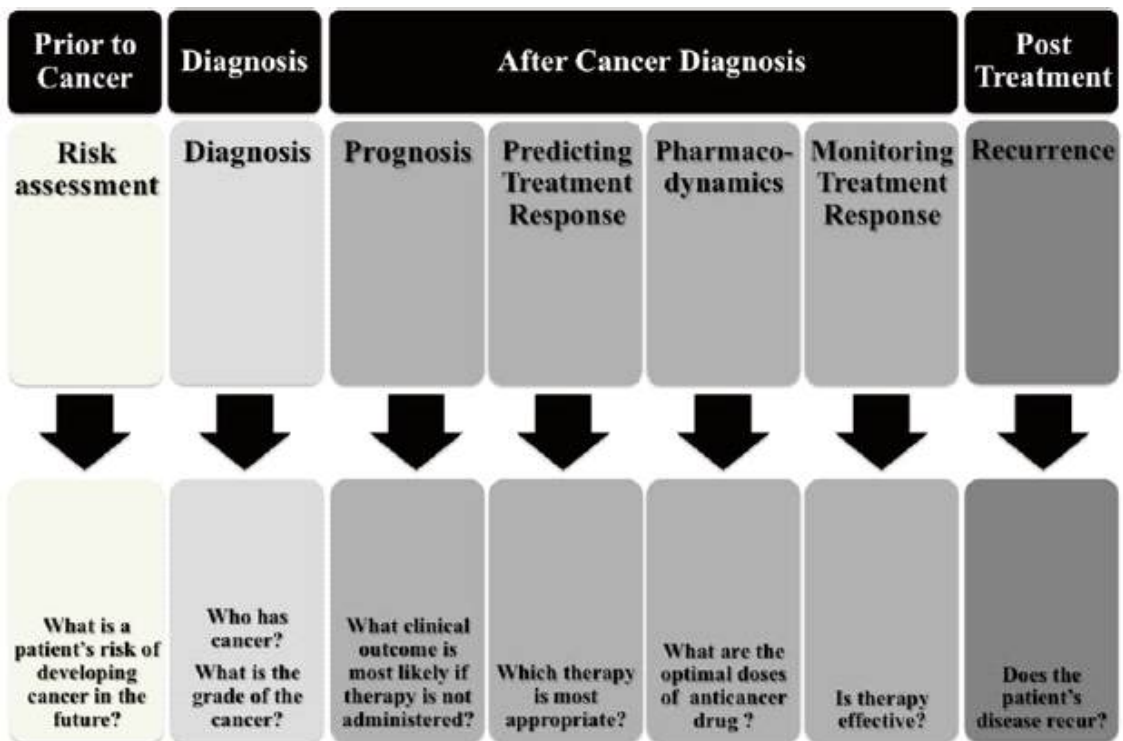 Prior to
Cancer
Diagnosis
After Cancer Diagnosis
Post
Treatment
Risk
assessment
Diagnosis
Prognosis
Predicting
Treatment
Response
Pharmaco-
dynamics
Monitoring
Treatment
Response
Recurrence
What is a
patient's risk of
developing
cancer in the
future?
Who has
cancer?
What is the
grade of the
cancer?
What clinical
outcome is
most likely if
therapy is not
administered?
Which therapy
is most
appropriate?
What are the
optimal doses
of anticancer
drug ?
Is therapy
effective?
Does the
patient's
disease recur?